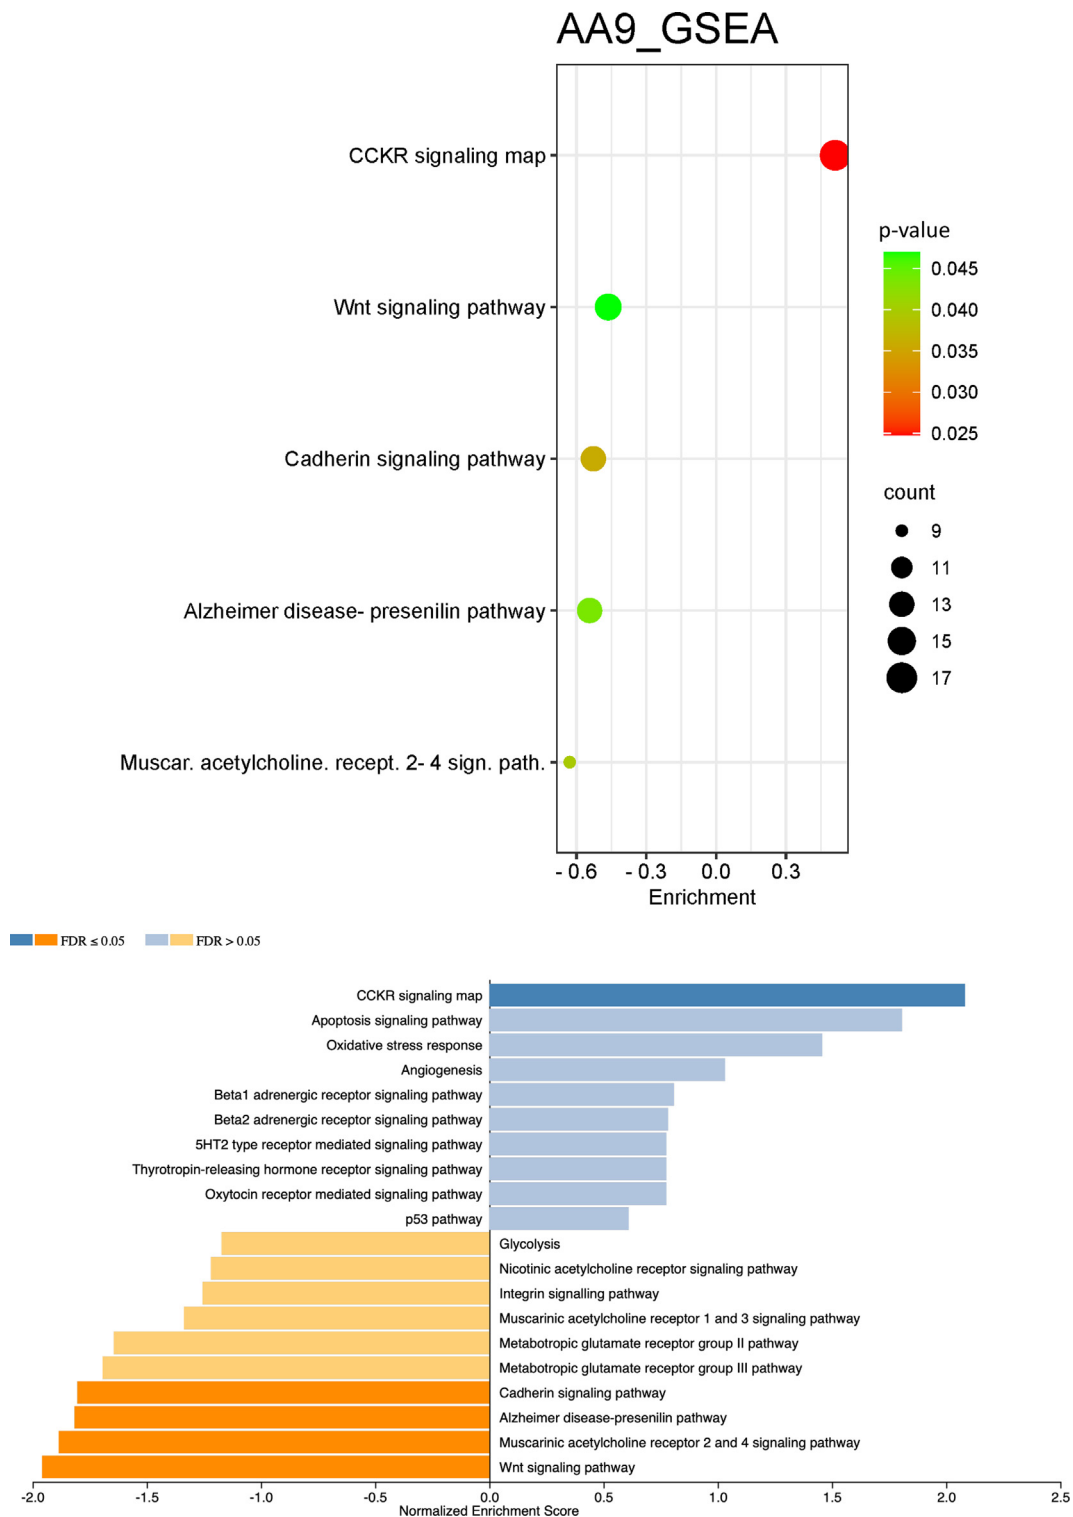 AA9_GSEA
CCKR signaling map
Wnt signaling pathway
Cadherin signaling pathway
Alzheimer disease- presenilin pathway
Muscar. acetylcholine. recept. 2- 4 sign. path.
- 0.6 - 0.3 0.0 0.3
Enrichment
p-value
0.045
0.040
0.035
0.030
0.025
count
9
11
13
15
17
FDR ≤ 0.05 FDR > 0.05
CCKR signaling map
Apoptosis signaling pathway
Oxidative stress response
Angiogenesis
Beta1 adrenergic receptor signaling pathway
Beta2 adrenergic receptor signaling pathway
5HT2 type receptor mediated signaling pathway
Thyrotropin-releasing hormone receptor signaling pathway
Oxytocin receptor mediated signaling pathway
p53 pathway
Glycolysis
Nicotinic acetylcholine receptor signaling pathway
Integrin signalling pathway
Muscarinic acetylcholine receptor 1 and 3 signaling pathway
Metabotropic glutamate receptor group II pathway
Metabotropic glutamate receptor group III pathway
Cadherin signaling pathway
Alzheimer disease-presenilin pathway
Muscarinic acetylcholine receptor 2 and 4 signaling pathway
Wnt signaling pathway
-2.0 -1.5 -1.0 -0.5 0.0 0.5 1.0 1.5 2.0 2.5
Normalized Enrichment Score